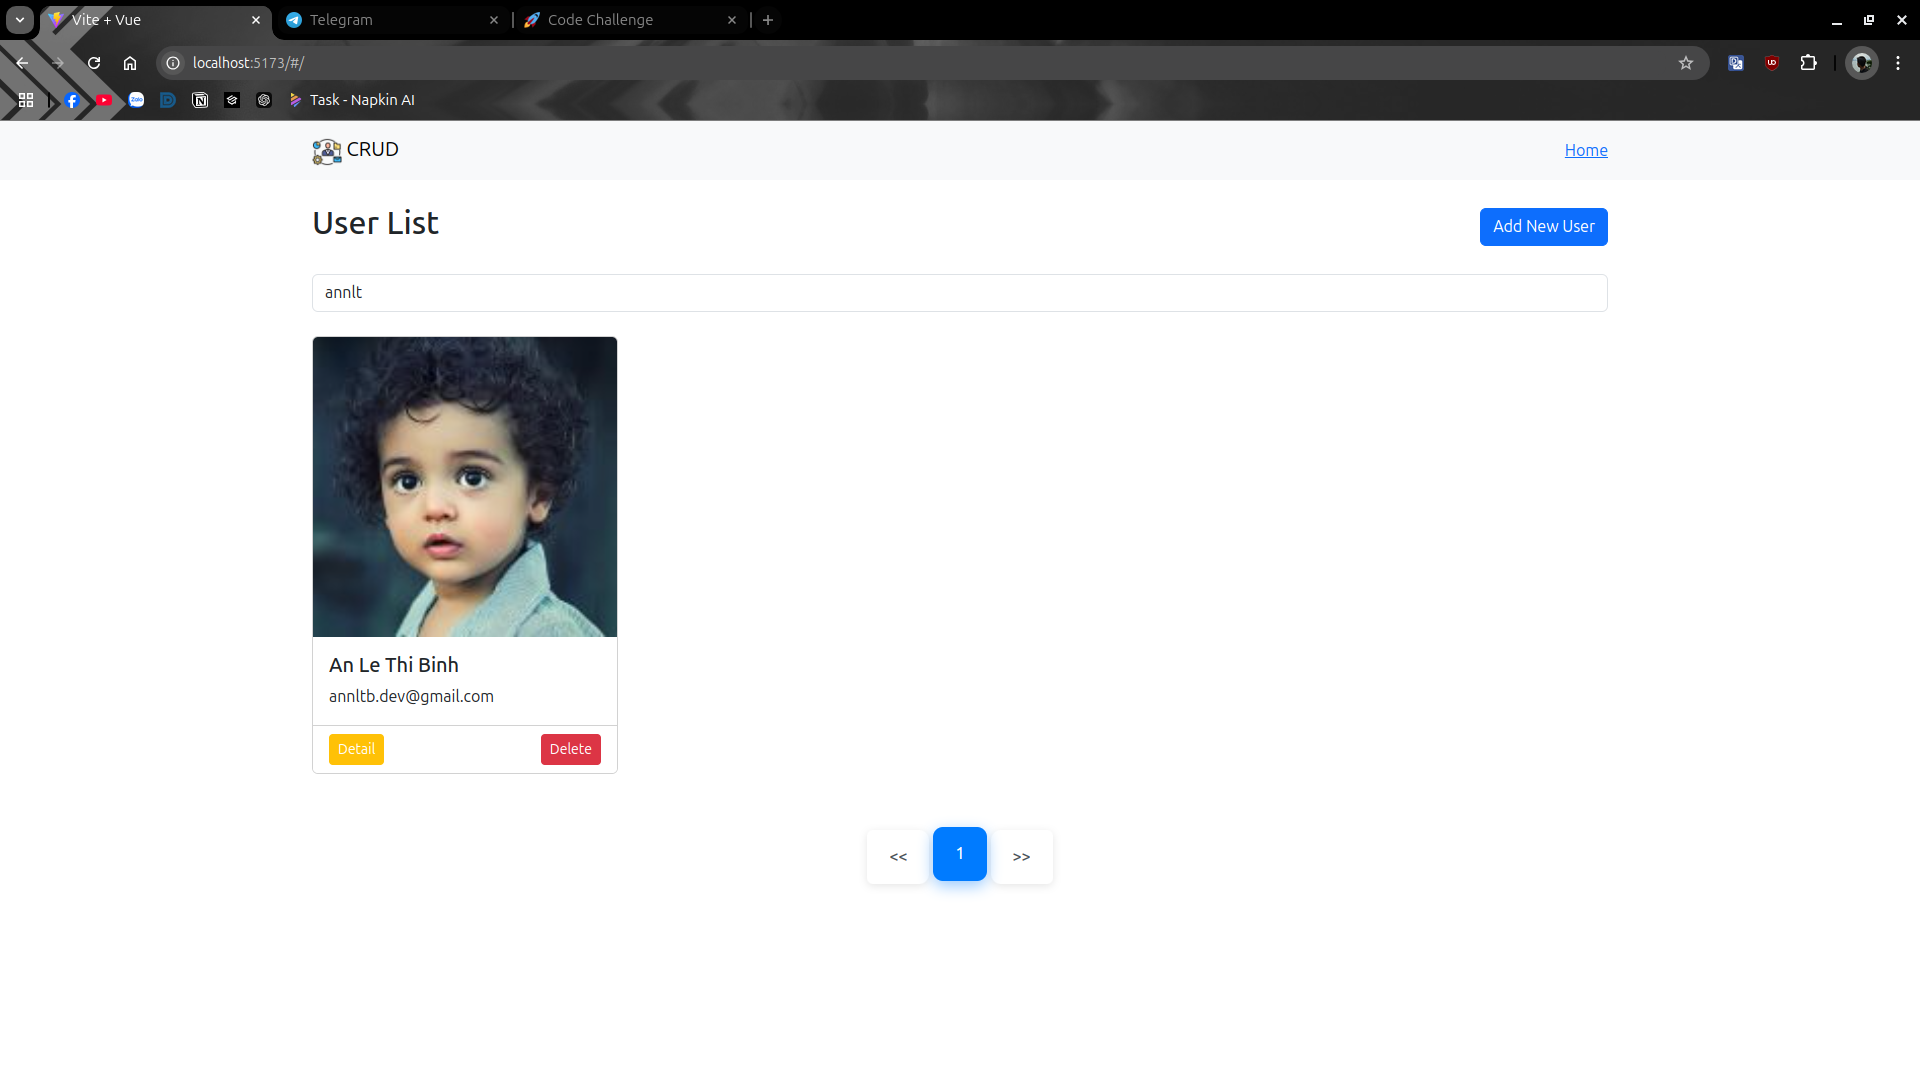 Vite + Vue
Telegram
Code Challenge
localhost:5173/#/
Task - Napkin AI
CRUD
Home
User List
Add New User
annlt
An Le Thi Binh
annltb.dev@gmail.com
Detail
Delete
<< 1 >>